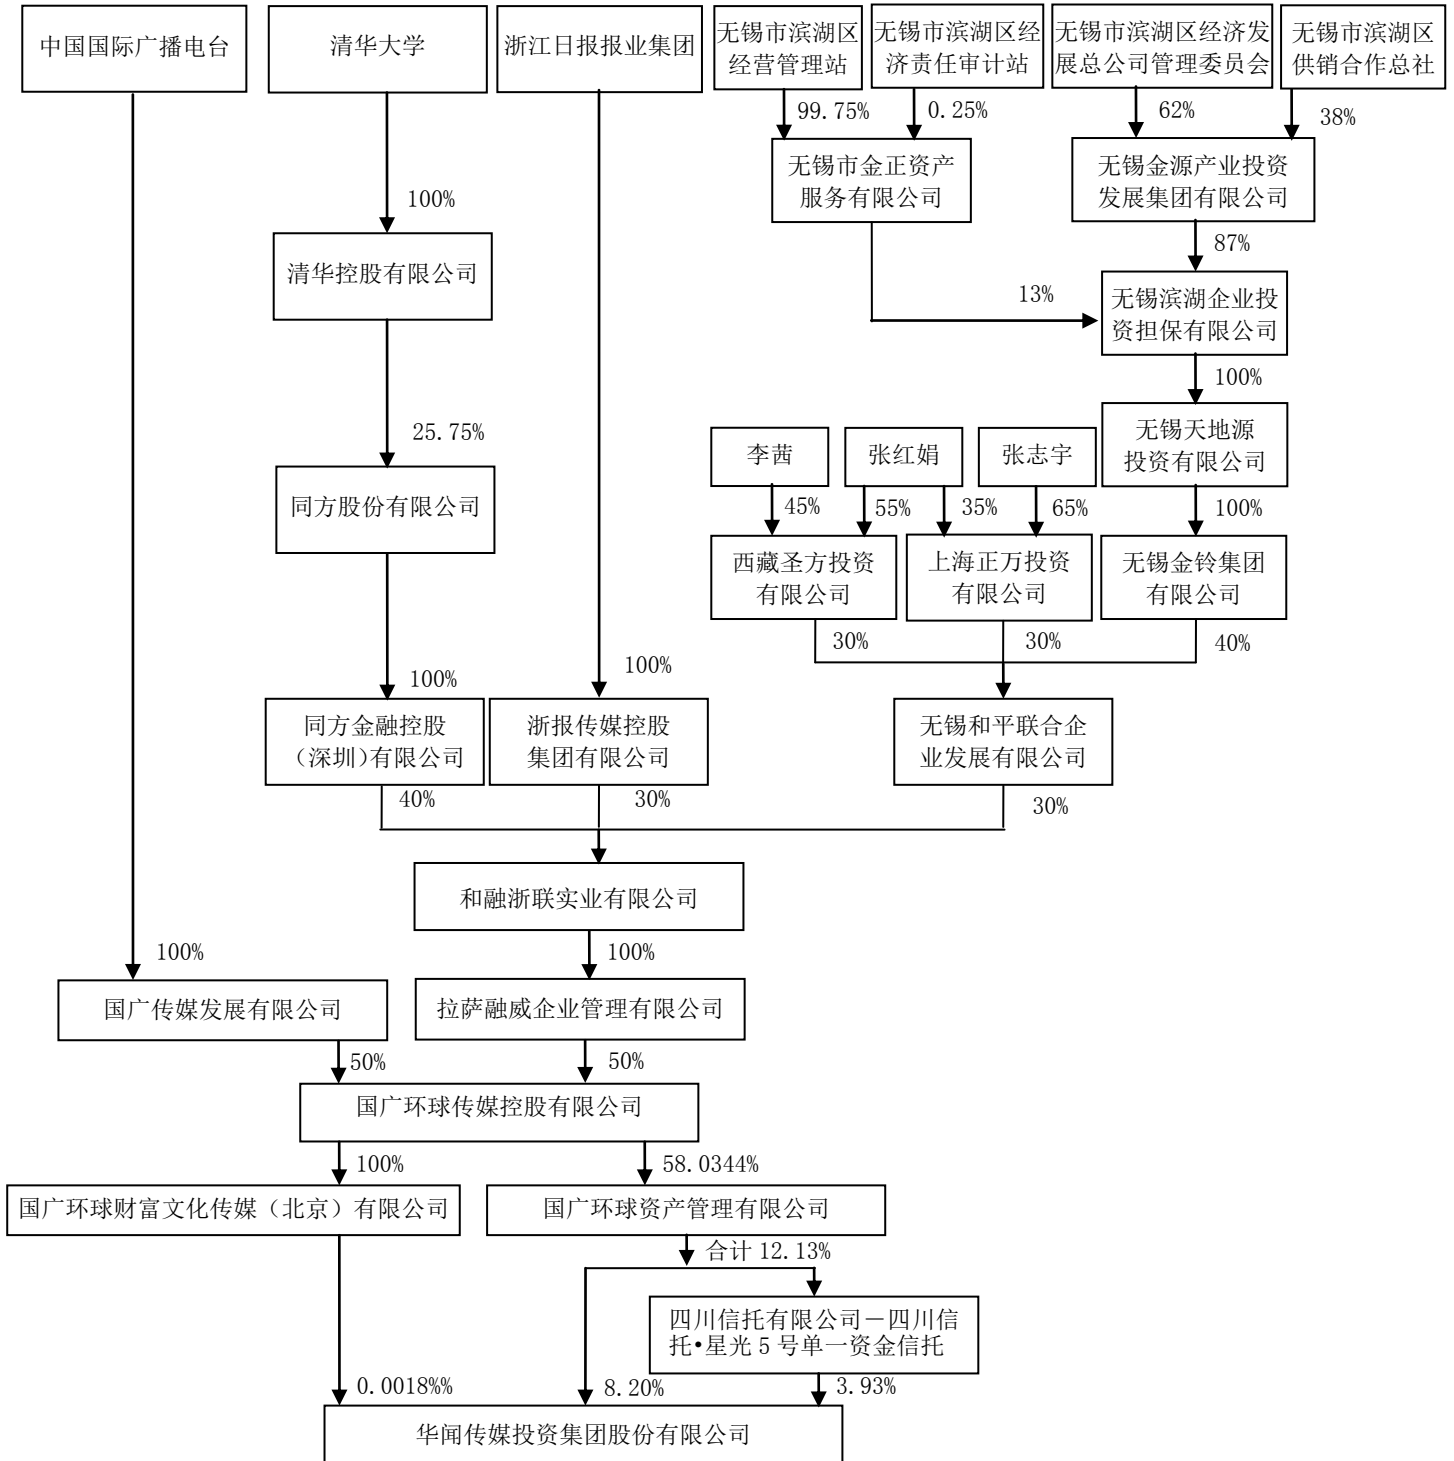 中国国际广播电台
清华大学
浙江日报报业集团
无锡市滨湖区
经营管理站
无锡市滨湖区经
济责任审计站
无锡市滨湖区经济发
展总公司管理委员会
无锡市滨湖区
供销合作总社
99.75%
0.25%
62%
38%
无锡市金正资产
服务有限公司
无锡金源产业投资
发展集团有限公司
100%
87%
清华控股有限公司
13%
无锡滨湖企业投
资担保有限公司
100%
25.75%
李茜
张红娟
张志宇
无锡天地源
投资有限公司
同方股份有限公司
45%
55%
35%
65%
100%
西藏圣方投资
有限公司
上海正万投资
有限公司
无锡金铃集团
有限公司
30%
30%
40%
100%
100%
同方金融控股
（深圳)有限公司
浙报传媒控股
集团有限公司
无锡和平联合企
业发展有限公司
40%
30%
30%
和融浙联实业有限公司
100%
100%
国广传媒发展有限公司
拉萨融威企业管理有限公司
50%
50%
国广环球传媒控股有限公司
100%
58.0344%
国广环球财富文化传媒（北京）有限公司
国广环球资产管理有限公司
合计 12.13%
四川信托有限公司－四川信
托•星光 5 号单一资金信托
0.0018%%
8.20%
3.93%
华闻传媒投资集团股份有限公司